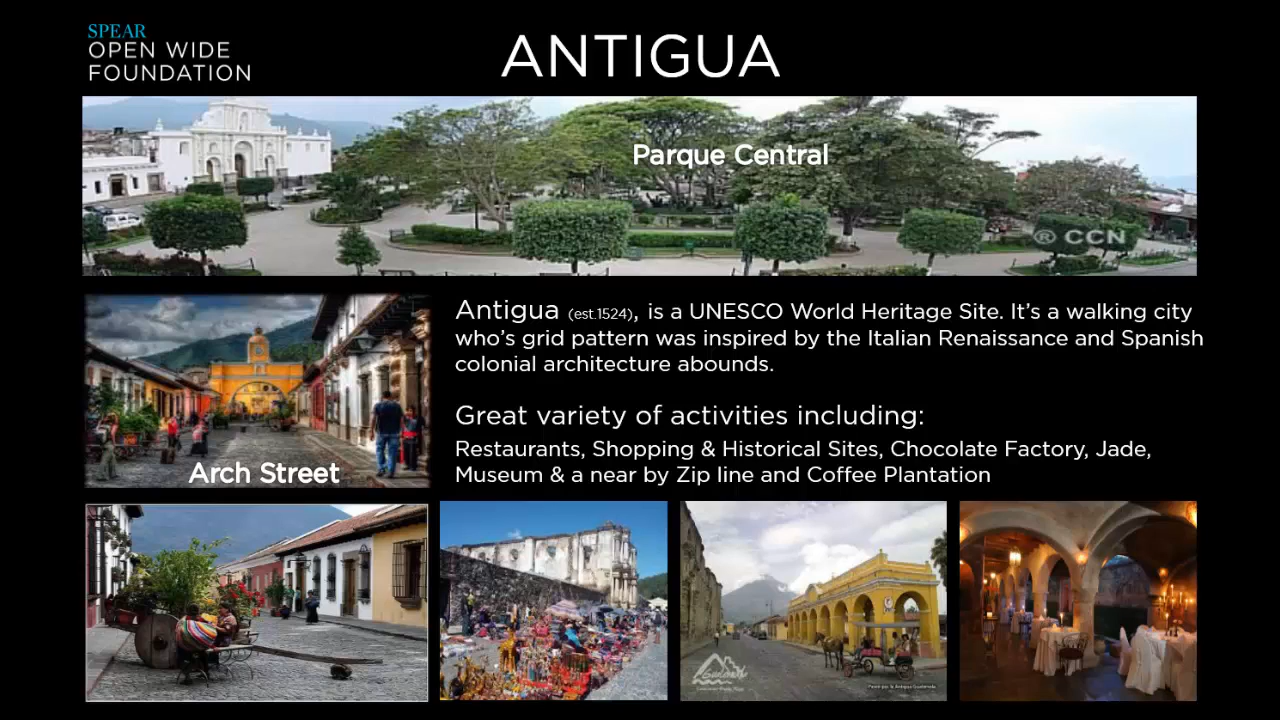 SPEAR
OPEN WIDE
FOUNDATION
ANTIGUA
Parque Central
® CCN
Antigua (est.1524), is a UNESCO World Heritage Site. It's a walking city
who's grid pattern was inspired by the Italian Renaissance and Spanish
colonial architecture abounds.
Great variety of activities including:
Restaurants, Shopping & Historical Sites, Chocolate Factory, Jade,
Museum & a near by Zip line and Coffee Plantation
Arch Street